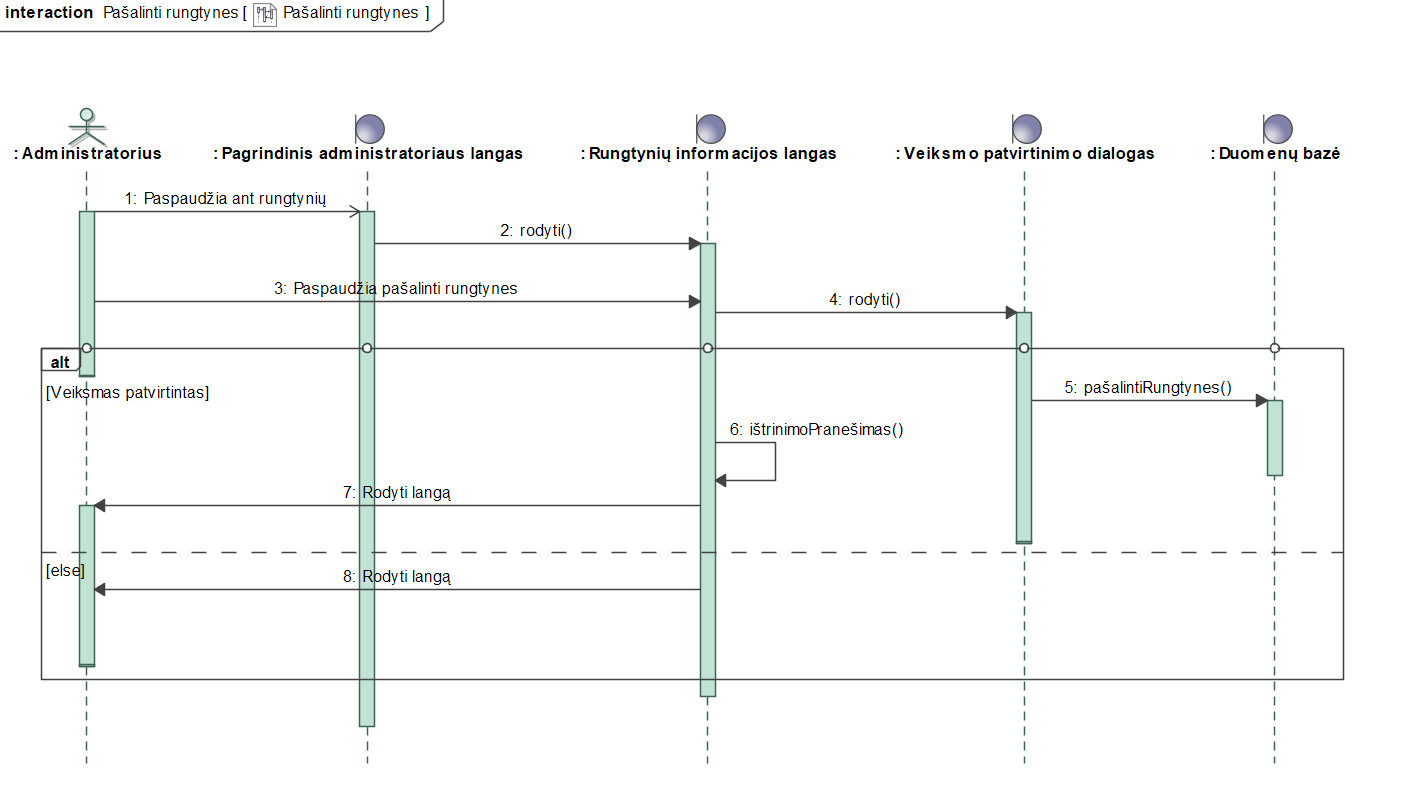 interaction Pašalinti rungtynes [ Pašalinti rungtynes ]
: Administratorius
: Pagrindinis administratoriaus langas
: Rungtynių informacijos langas
: Veiksmo patvirtinimo dialogas
: Duomenų bazė
1: Paspaudžia ant rungtynių
2: rodyti()
3: Paspaudžia pašalinti rungtynes
4: rodyti()
alt
[Veiksmas patvirtintas]
5: pašalintiRungtynes()
6: ištrinimoPranešimas()
7: Rodyti langą
[else]
8: Rodyti langą